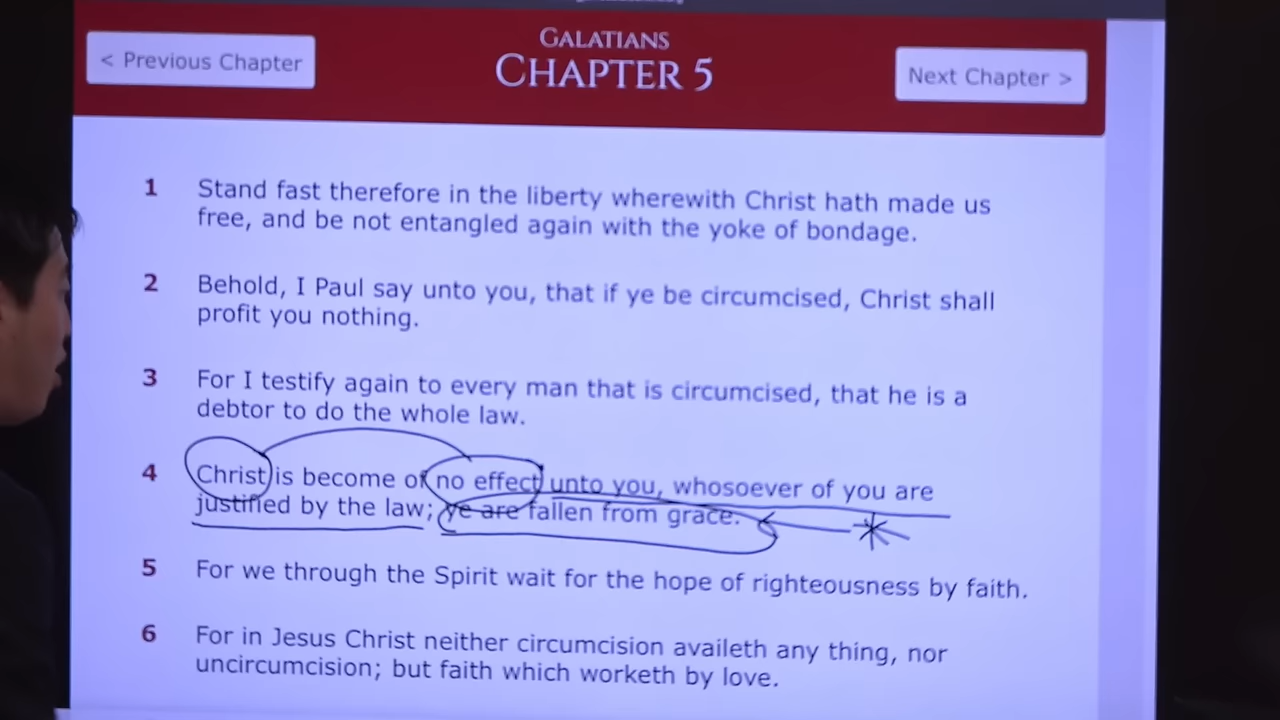 GALATIANS
< Previous Chapter
CHAPTER 5
Next Chapter >
1 Stand fast therefore in the liberty wherewith Christ hath made us
free, and be not entangled again with the yoke of bondage.
2 Behold, I Paul say unto you, that if ye be circumcised, Christ shall
profit you nothing.
3 For I testify again to every man that is circumcised, that he is a
debtor to do the whole law.
4 Christ is become of no effect unto you, whosoever of you are
justified by the law; ye are fallen from grace.
5 For we through the Spirit wait for the hope of righteousness by faith.
6 For in Jesus Christ neither circumcision availeth any thing, nor
uncircumcision; but faith which worketh by love.